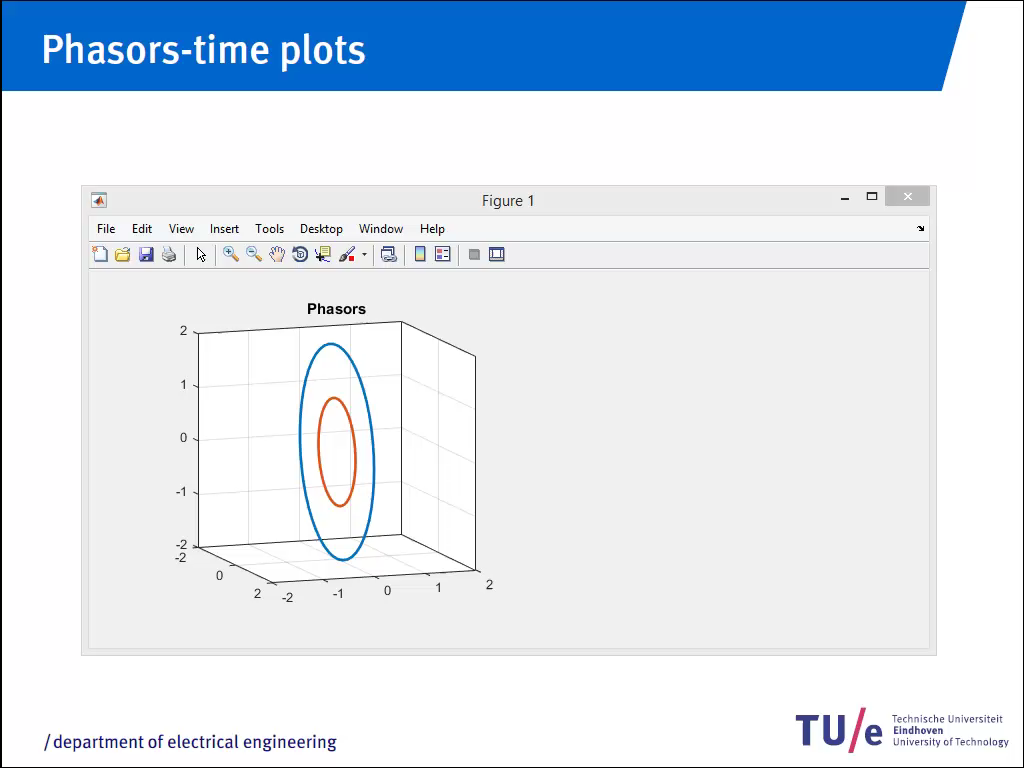 Phasors-time plots
Figure 1
File Edit View Insert Tools Desktop Window Help
Phasors
2
1
0
-1
-2
-2
0
2
-2
-1
0
1
2
/ department of electrical engineering
TU/e
Technische Universiteit
Eindhoven
University of Technology